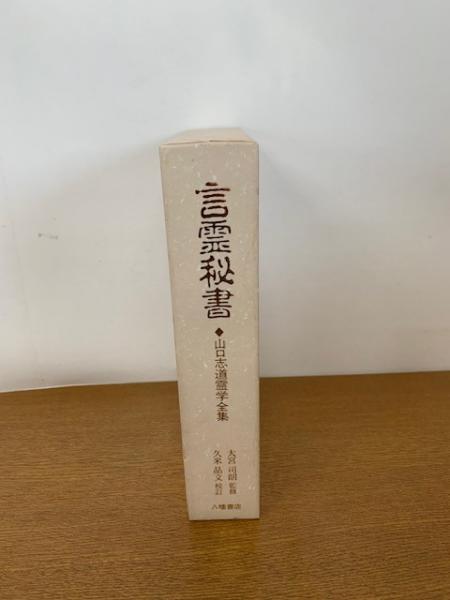 言霊秘書
◆山口志道霊学全集
大宮司朗 監修
久米晶文 校訂
八幡書店